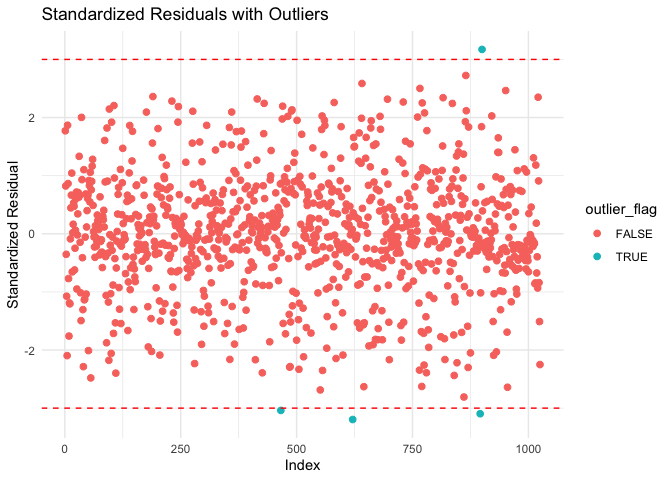 Standardized Residuals with Outliers
Standardized Residual
2
0
-2
0 250 500 750 1000
Index
outlier_flag
FALSE
TRUE